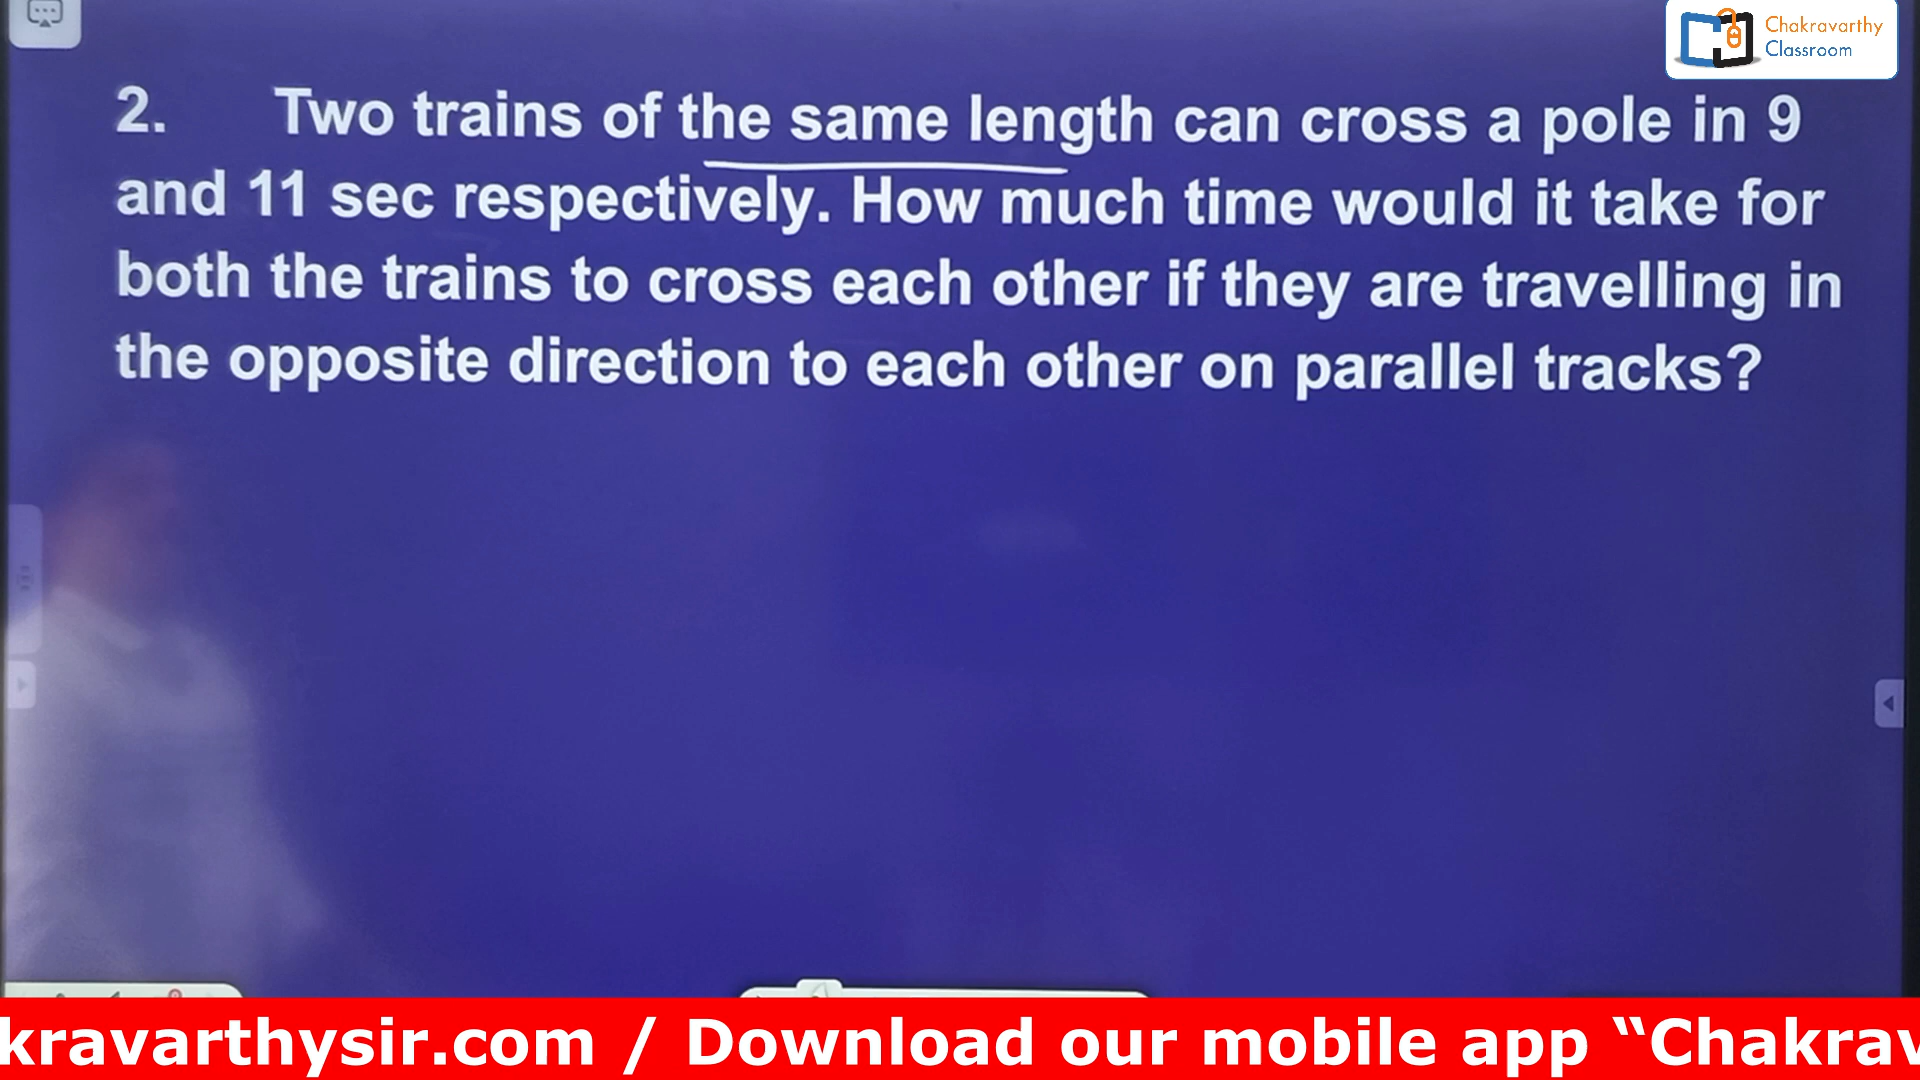 Chakravarthy
Classroom
2. Two trains of the same length can cross a pole in 9
and 11 sec respectively. How much time would it take for
both the trains to cross each other if they are travelling in
the opposite direction to each other on parallel tracks?
kravarthysir.com / Download our mobile app “Chakrav